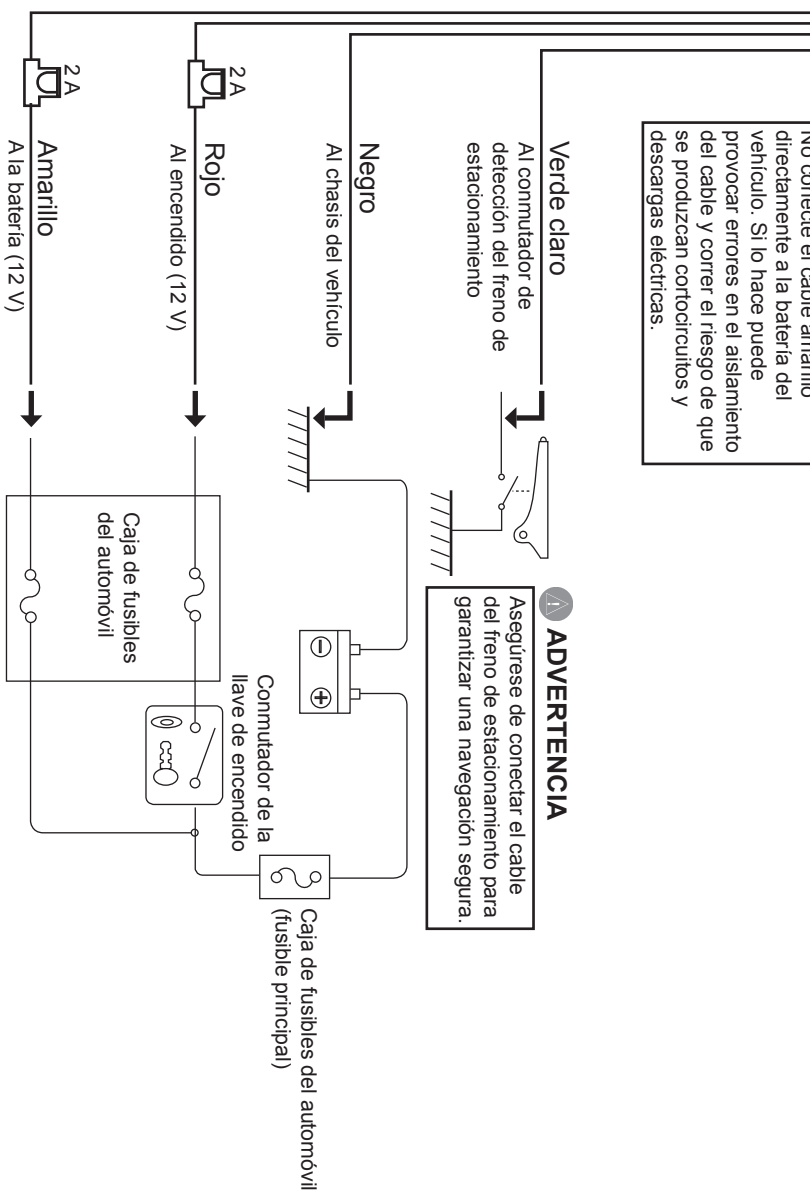 No conecte el cable amarillo
directamente a la batería del
vehículo. Si lo hace puede
provocar errores en el aislamiento
del cable y correr el riesgo de que
se produzcan cortocircuitos y
descargas eléctricas.
Verde claro
Al conmutador de
detección del freno de
estacionamiento
ADVERTENCIA
Asegúrese de conectar el cable
del freno de estacionamiento para
garantizar una navegación segura.
Negro
Al chasis del vehículo
2 A
Rojo
Al encendido (12 V)
Conmutador de la
llave de encendido
Caja de fusibles del automóvil
(fusible principal)
Caja de fusibles
del automóvil
2 A
Amarillo
A la batería (12 V)